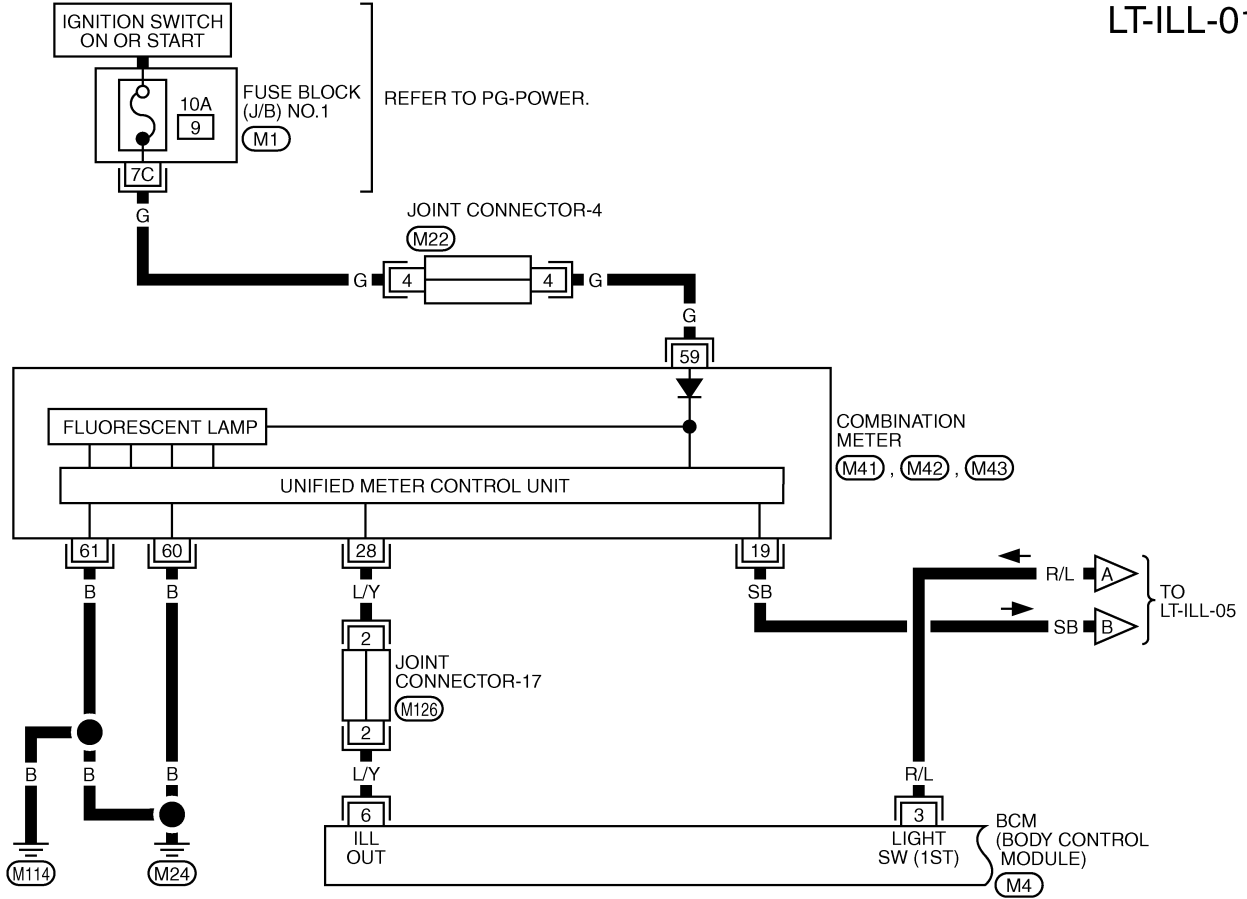 LT-ILL-01
IGNITION SWITCH
ON OR START
10A
9
FUSE BLOCK
(J/B) NO.1
M1
REFER TO PG-POWER.
7C
G
JOINT CONNECTOR-4
M22
G
4
4
G
G
59
FLUORESCENT LAMP
UNIFIED METER CONTROL UNIT
COMBINATION
METER
M41 , M42 , M43
61
60
28
19
B
B
L/Y
SB
R/L
A
SB
B
TO
LT-ILL-05
2
JOINT
CONNECTOR-17
M126
2
B
B
B
L/Y
R/L
6
3
ILL
OUT
LIGHT
SW (1ST)
BCM
(BODY CONTROL
MODULE)
M4
M114
M24